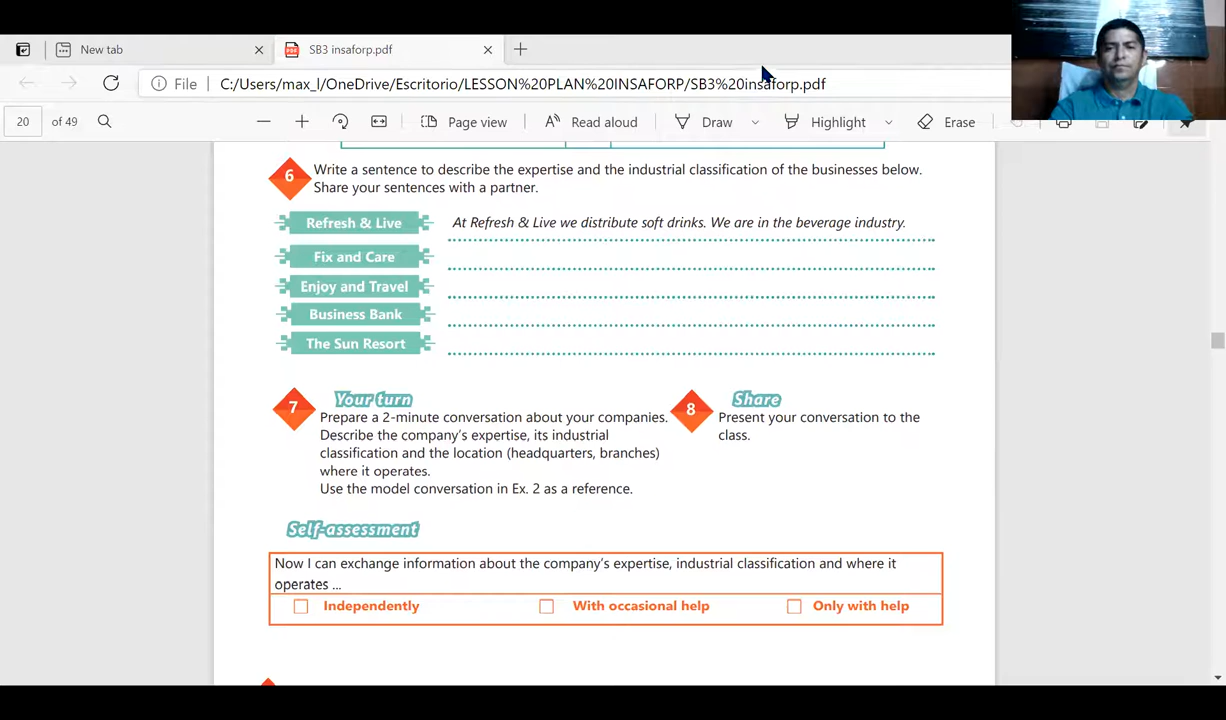 New tab
SB3 insaforp.pdf
File
C:/Users/max_l/OneDrive/Escritorio/LESSON%20PLAN%20INSAFORP/SB3%20insaforp.pdf
20 of 49
Page view
Read aloud
Draw
Highlight
Erase
6 Write a sentence to describe the expertise and the industrial classification of the businesses below.
Share your sentences with a partner.
Refresh & Live At Refresh & Live we distribute soft drinks. We are in the beverage industry.
Fix and Care
Enjoy and Travel
Business Bank
The Sun Resort
7 Your turn
Prepare a 2-minute conversation about your companies.
Describe the company's expertise, its industrial
classification and the location (headquarters, branches)
where it operates.
Use the model conversation in Ex. 2 as a reference.
8 Share
Present your conversation to the
class.
Self-assessment
Now I can exchange information about the company's expertise, industrial classification and where it
operates ...
Independently With occasional help Only with help